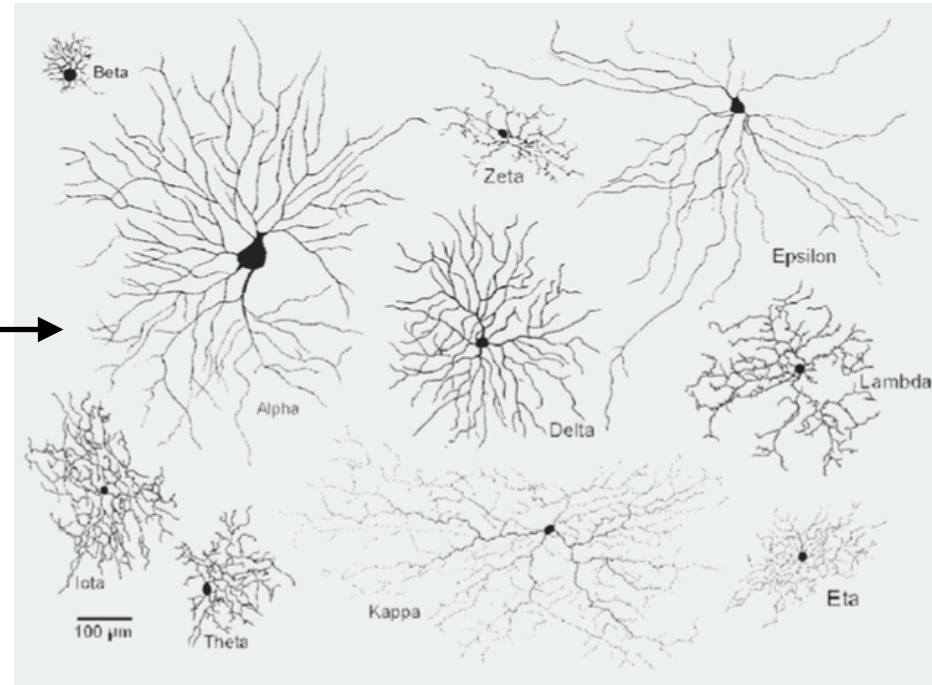 Beta
Zeta
Epsilon
Lambda
Alpha
Delta
Iota
Kappa
Eta
100 µm
Theta